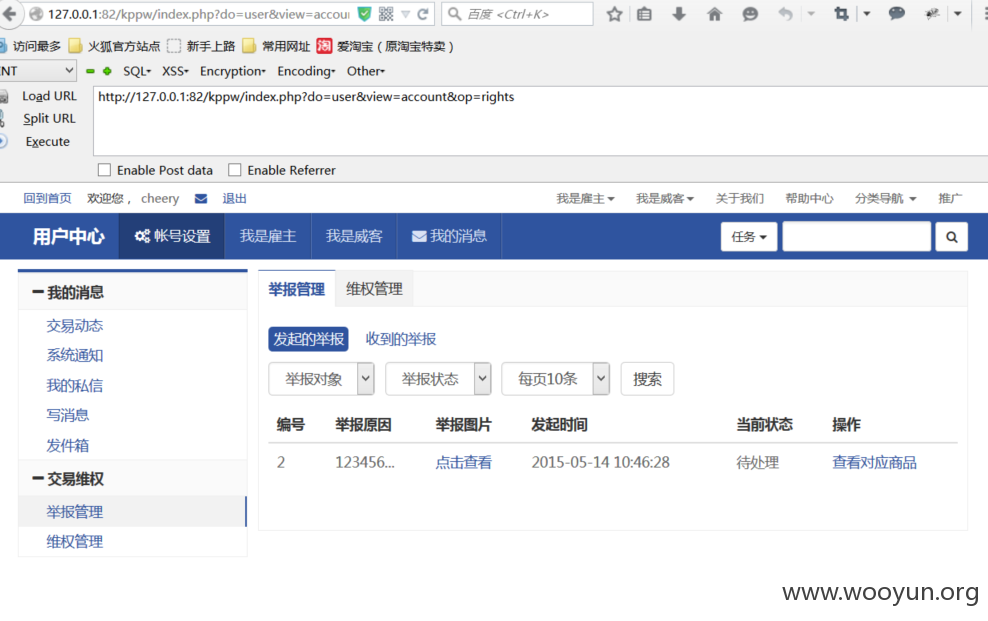 127.0.0.1:82/kppw/index.php?do=user&view=accou 百度 <Ctrl+K>
访问最多 火狐官方站点 新手上路 常用网址 淘 爱淘宝（原淘宝特卖）
NT SQL XSS Encryption Encoding Other
Load URL http://127.0.0.1:82/kppw/index.php?do=user&view=account&op=rights
Split URL
Execute
Enable Post data Enable Referrer
回到首页 欢迎您， cheery 退出 我是雇主 我是威客 关于我们 帮助中心 分类导航 推广
用户中心 帐号设置 我是雇主 我是威客 我的消息 任务
我的消息
交易动态
系统通知
我的私信
写消息
发件箱
交易维权
举报管理
维权管理
举报管理 维权管理
发起的举报 收到的举报
举报对象 举报状态 每页10条 搜索
编号 举报原因 举报图片 发起时间 当前状态 操作
2 123456... 点击查看 2015-05-14 10:46:28 待处理 查看对应商品
www.wooyun.org